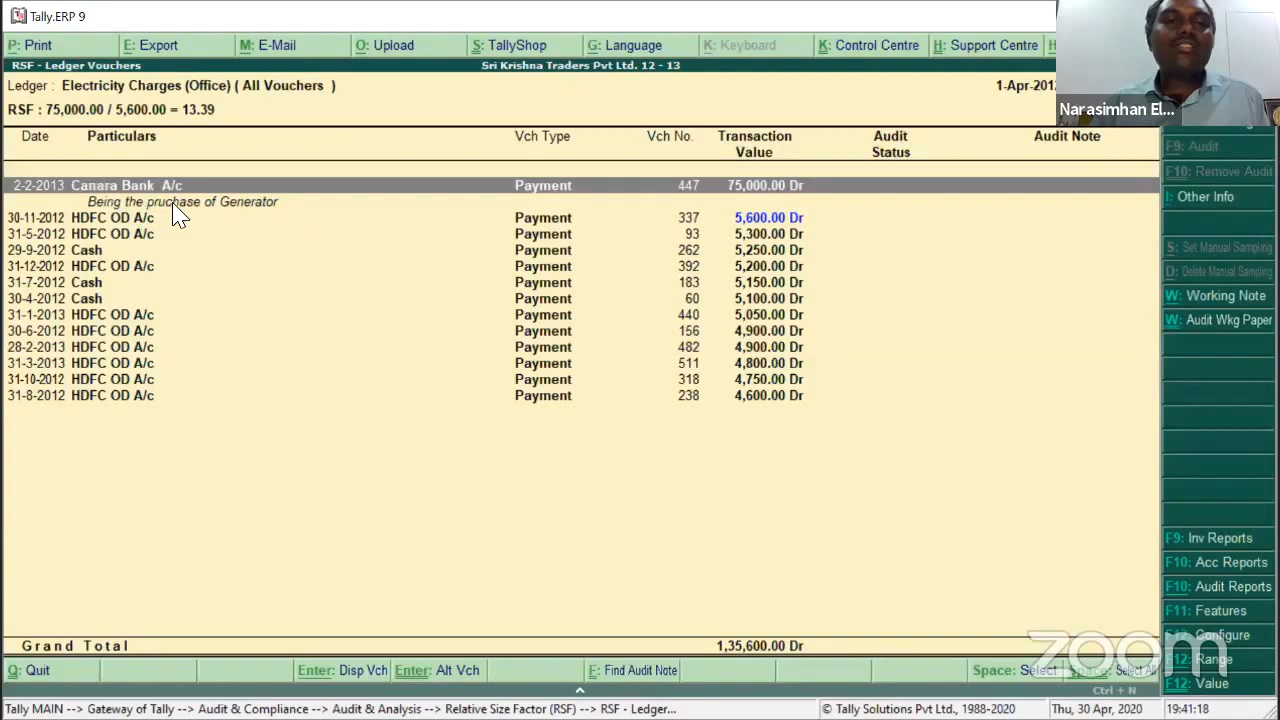 Tally.ERP 9
P: Print E: Export M: E-Mail O: Upload S: TallyShop G: Language K: Keyboard K: Control Centre H: Support Centre H
RSF - Ledger Vouchers Sri Krishna Traders Pvt Ltd. 12 - 13
Ledger : Electricity Charges (Office) ( All Vouchers ) 1-Apr-2012
RSF : 75,000.00 / 5,600.00 = 13.39
Narasimhan El...
Date Particulars Vch Type Vch No. Transaction Value Audit Status Audit Note
2-2-2013 Canara Bank A/c Payment 447 75,000.00 Dr
Being the pruchase of Generator
30-11-2012 HDFC OD A/c Payment 337 5,600.00 Dr
31-5-2012 HDFC OD A/c Payment 93 5,300.00 Dr
29-9-2012 Cash Payment 262 5,250.00 Dr
31-12-2012 HDFC OD A/c Payment 392 5,200.00 Dr
31-7-2012 Cash Payment 183 5,150.00 Dr
30-4-2012 Cash Payment 60 5,100.00 Dr
31-1-2013 HDFC OD A/c Payment 440 5,050.00 Dr
30-6-2012 HDFC OD A/c Payment 156 4,900.00 Dr
28-2-2013 HDFC OD A/c Payment 482 4,900.00 Dr
31-3-2013 HDFC OD A/c Payment 511 4,800.00 Dr
31-10-2012 HDFC OD A/c Payment 318 4,750.00 Dr
31-8-2012 HDFC OD A/c Payment 238 4,600.00 Dr
Grand Total 1,35,600.00 Dr
F9: Audit
F10: Remove Audit
I: Other Info
S: Set Manual Sampling
D: Delete Manual Sampling
W: Working Note
W: Audit Wkg Paper
F9: Inv Reports
F10: Acc Reports
F10: Audit Reports
F11: Features
F12: Configure
F12: Range
F12: Value
zoom
Q: Quit Enter: Disp Vch Enter: Alt Vch F: Find Audit Note Space: Select Space: Select All
Ctrl + N
Tally MAIN --> Gateway of Tally --> Audit & Compliance --> Audit & Analysis --> Relative Size Factor (RSF) --> RSF - Ledger... © Tally Solutions Pvt Ltd., 1988-2020 Thu, 30 Apr, 2020 19:41:18